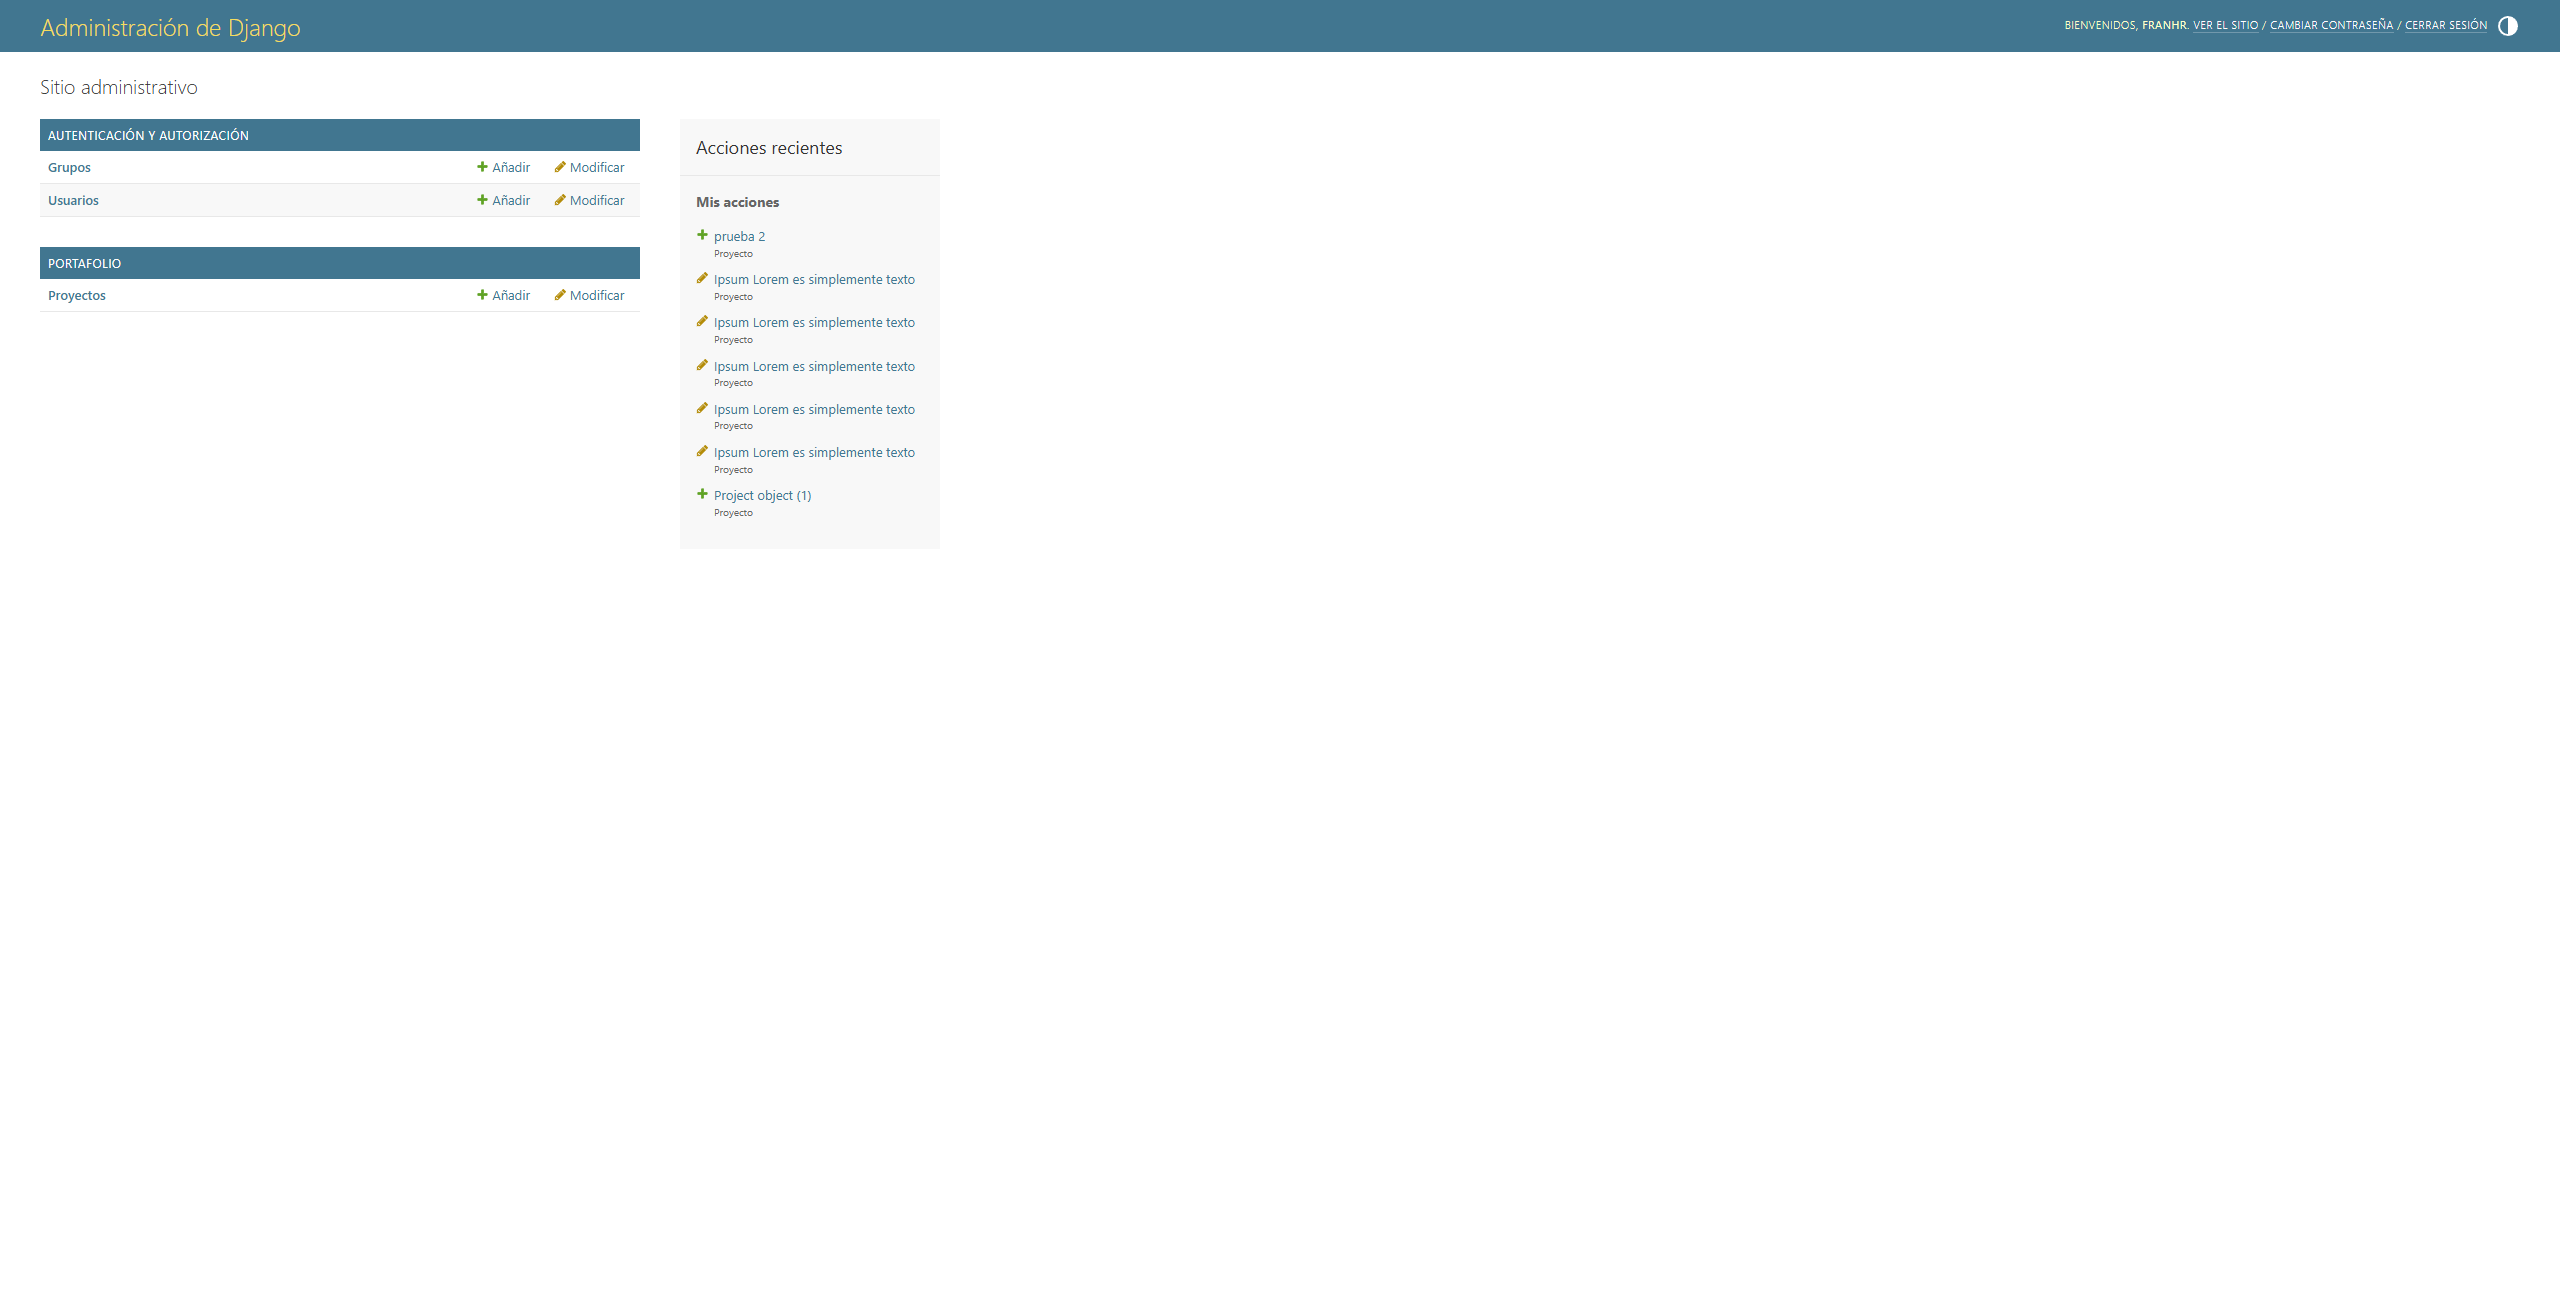 Administración de Django
BIENVENIDOS, FRANHR. VER EL SITIO / CAMBIAR CONTRASEÑA / CERRAR SESIÓN
Sitio administrativo
AUTENTICACIÓN Y AUTORIZACIÓN
Grupos Añadir Modificar
Usuarios Añadir Modificar
PORTAFOLIO
Proyectos Añadir Modificar
Acciones recientes
Mis acciones
prueba 2
Proyecto
Ipsum Lorem es simplemente texto
Proyecto
Ipsum Lorem es simplemente texto
Proyecto
Ipsum Lorem es simplemente texto
Proyecto
Ipsum Lorem es simplemente texto
Proyecto
Ipsum Lorem es simplemente texto
Proyecto
Project object (1)
Proyecto